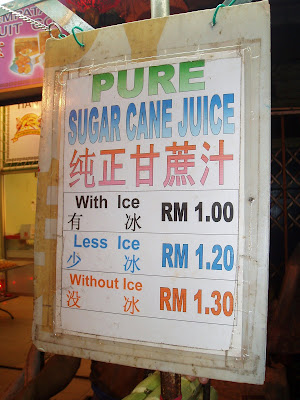 PURE
SUGAR CANE JUICE
纯正甘蔗汁
With Ice RM 1.00
有 冰
Less Ice RM 1.20
少 冰
Without Ice RM 1.30
没 冰